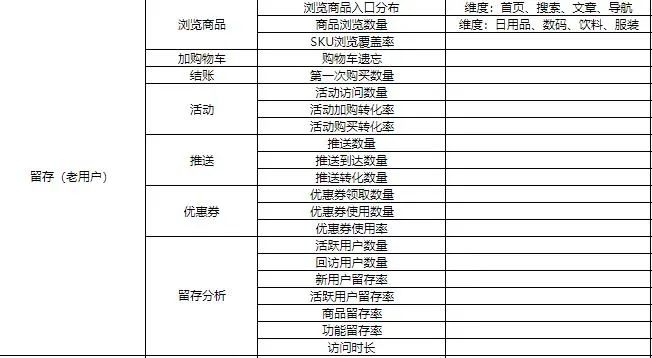 浏览商品 浏览商品入口分布 维度：首页、搜索、文章、导航
商品浏览数量 维度：日用品、数码、饮料、服装
SKU浏览覆盖率
加购物车 购物车遗忘
结账 第一次购买数量
活动 活动访问数量
活动加购转化率
活动购买转化率
留存（老用户） 推送 推送数量
推送到达数量
推送转化数量
优惠券 优惠券领取数量
优惠券使用数量
优惠券使用率
留存分析 活跃用户数量
回访用户数量
新用户留存率
活跃用户留存率
商品留存率
功能留存率
访问时长